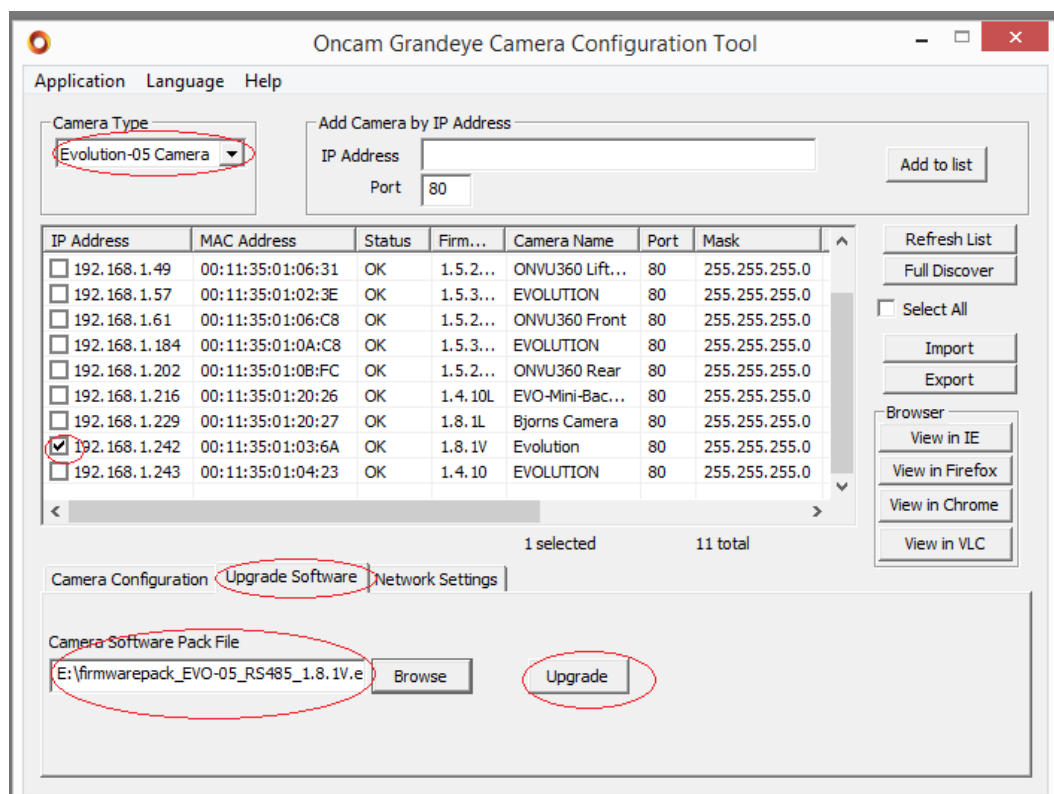 Oncam Grandeye Camera Configuration Tool
Application Language Help
Camera Type
Evolution-05 Camera
Add Camera by IP Address
IP Address
Port 80
Add to list
IP Address MAC Address Status Firm... Camera Name Port Mask
192.168.1.49 00:11:35:01:06:31 OK 1.5.2... ONVU360 Lift... 80 255.255.255.0
192.168.1.57 00:11:35:01:02:3E OK 1.5.3... EVOLUTION 80 255.255.255.0
192.168.1.61 00:11:35:01:06:C8 OK 1.5.2... ONVU360 Front 80 255.255.255.0
192.168.1.184 00:11:35:01:0A:C8 OK 1.5.3... EVOLUTION 80 255.255.255.0
192.168.1.202 00:11:35:01:0B:FC OK 1.5.2... ONVU360 Rear 80 255.255.255.0
192.168.1.216 00:11:35:01:20:26 OK 1.4.10L EVO-Mini-Bac... 80 255.255.255.0
192.168.1.229 00:11:35:01:20:27 OK 1.8.1L Bjorns Camera 80 255.255.255.0
192.168.1.242 00:11:35:01:03:6A OK 1.8.1V Evolution 80 255.255.255.0
192.168.1.243 00:11:35:01:04:23 OK 1.4.10 EVOLUTION 80 255.255.255.0
1 selected 11 total
Refresh List
Full Discover
Select All
Import
Export
Browser
View in IE
View in Firefox
View in Chrome
View in VLC
Camera Configuration Upgrade Software Network Settings
Camera Software Pack File
E:\firmwarepack_EVO-05_RS485_1.8.1V.e Browse Upgrade